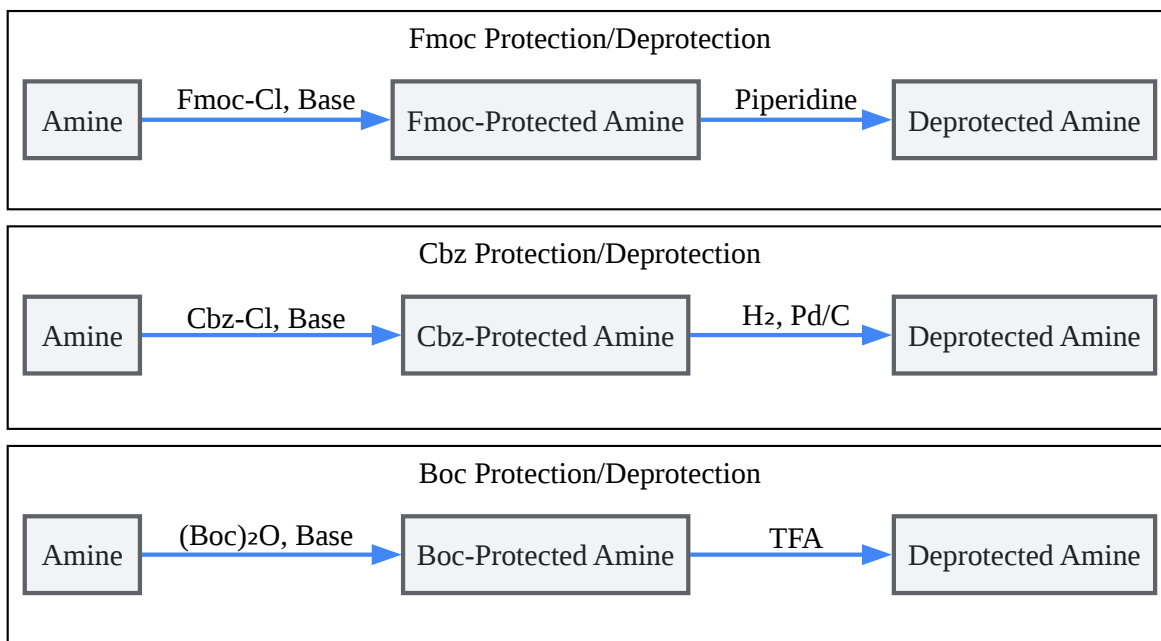 Fmoc Protection/Deprotection
Amine
Fmoc-Cl, Base
Fmoc-Protected Amine
Piperidine
Deprotected Amine
Cbz Protection/Deprotection
Amine
Cbz-Cl, Base
Cbz-Protected Amine
H₂, Pd/C
Deprotected Amine
Boc Protection/Deprotection
Amine
(Boc)₂O, Base
Boc-Protected Amine
TFA
Deprotected Amine